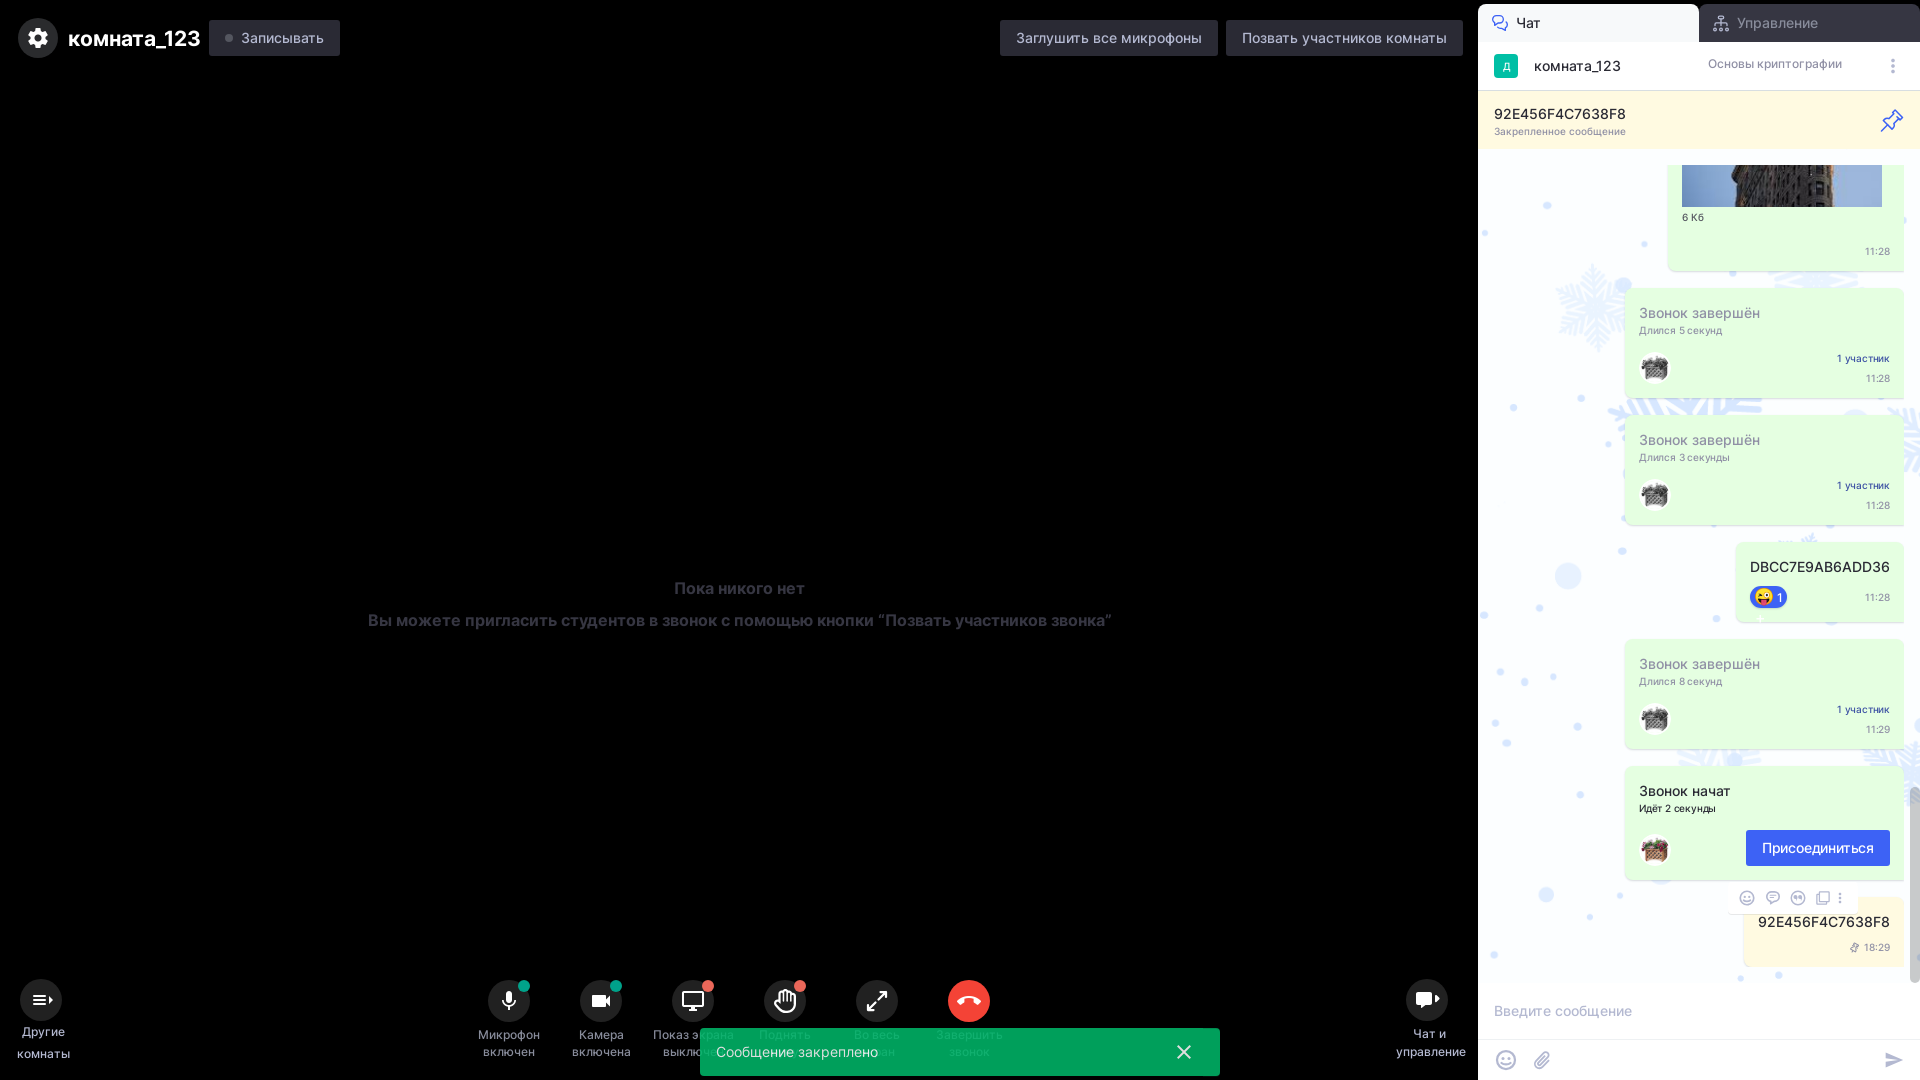 комната_123
Записывать
Заглушить все микрофоны
Позвать участников комнаты
Чат
Управление
Д
комната_123
Основы криптографии
92E456F4C7638F8
Закрепленное сообщение
6 Кб
11:28
Звонок завершён
Длился 5 секунд
1 участник
11:28
Звонок завершён
Длился 3 секунды
1 участник
11:28
DBCC7E9AB6ADD36
1
11:28
Звонок завершён
Длился 8 секунд
1 участник
11:29
Звонок начат
Идёт 2 секунды
Присоединиться
92E456F4C7638F8
18:29
Введите сообщение
Пока никого нет
Вы можете пригласить студентов в звонок с помощью кнопки “Позвать участников звонка”
Другие
комнаты
Микрофон
включен
Камера
включена
Показ экрана
Поднять
Во весь
Завершить
звонок
Сообщение закреплено
Чат и
управление